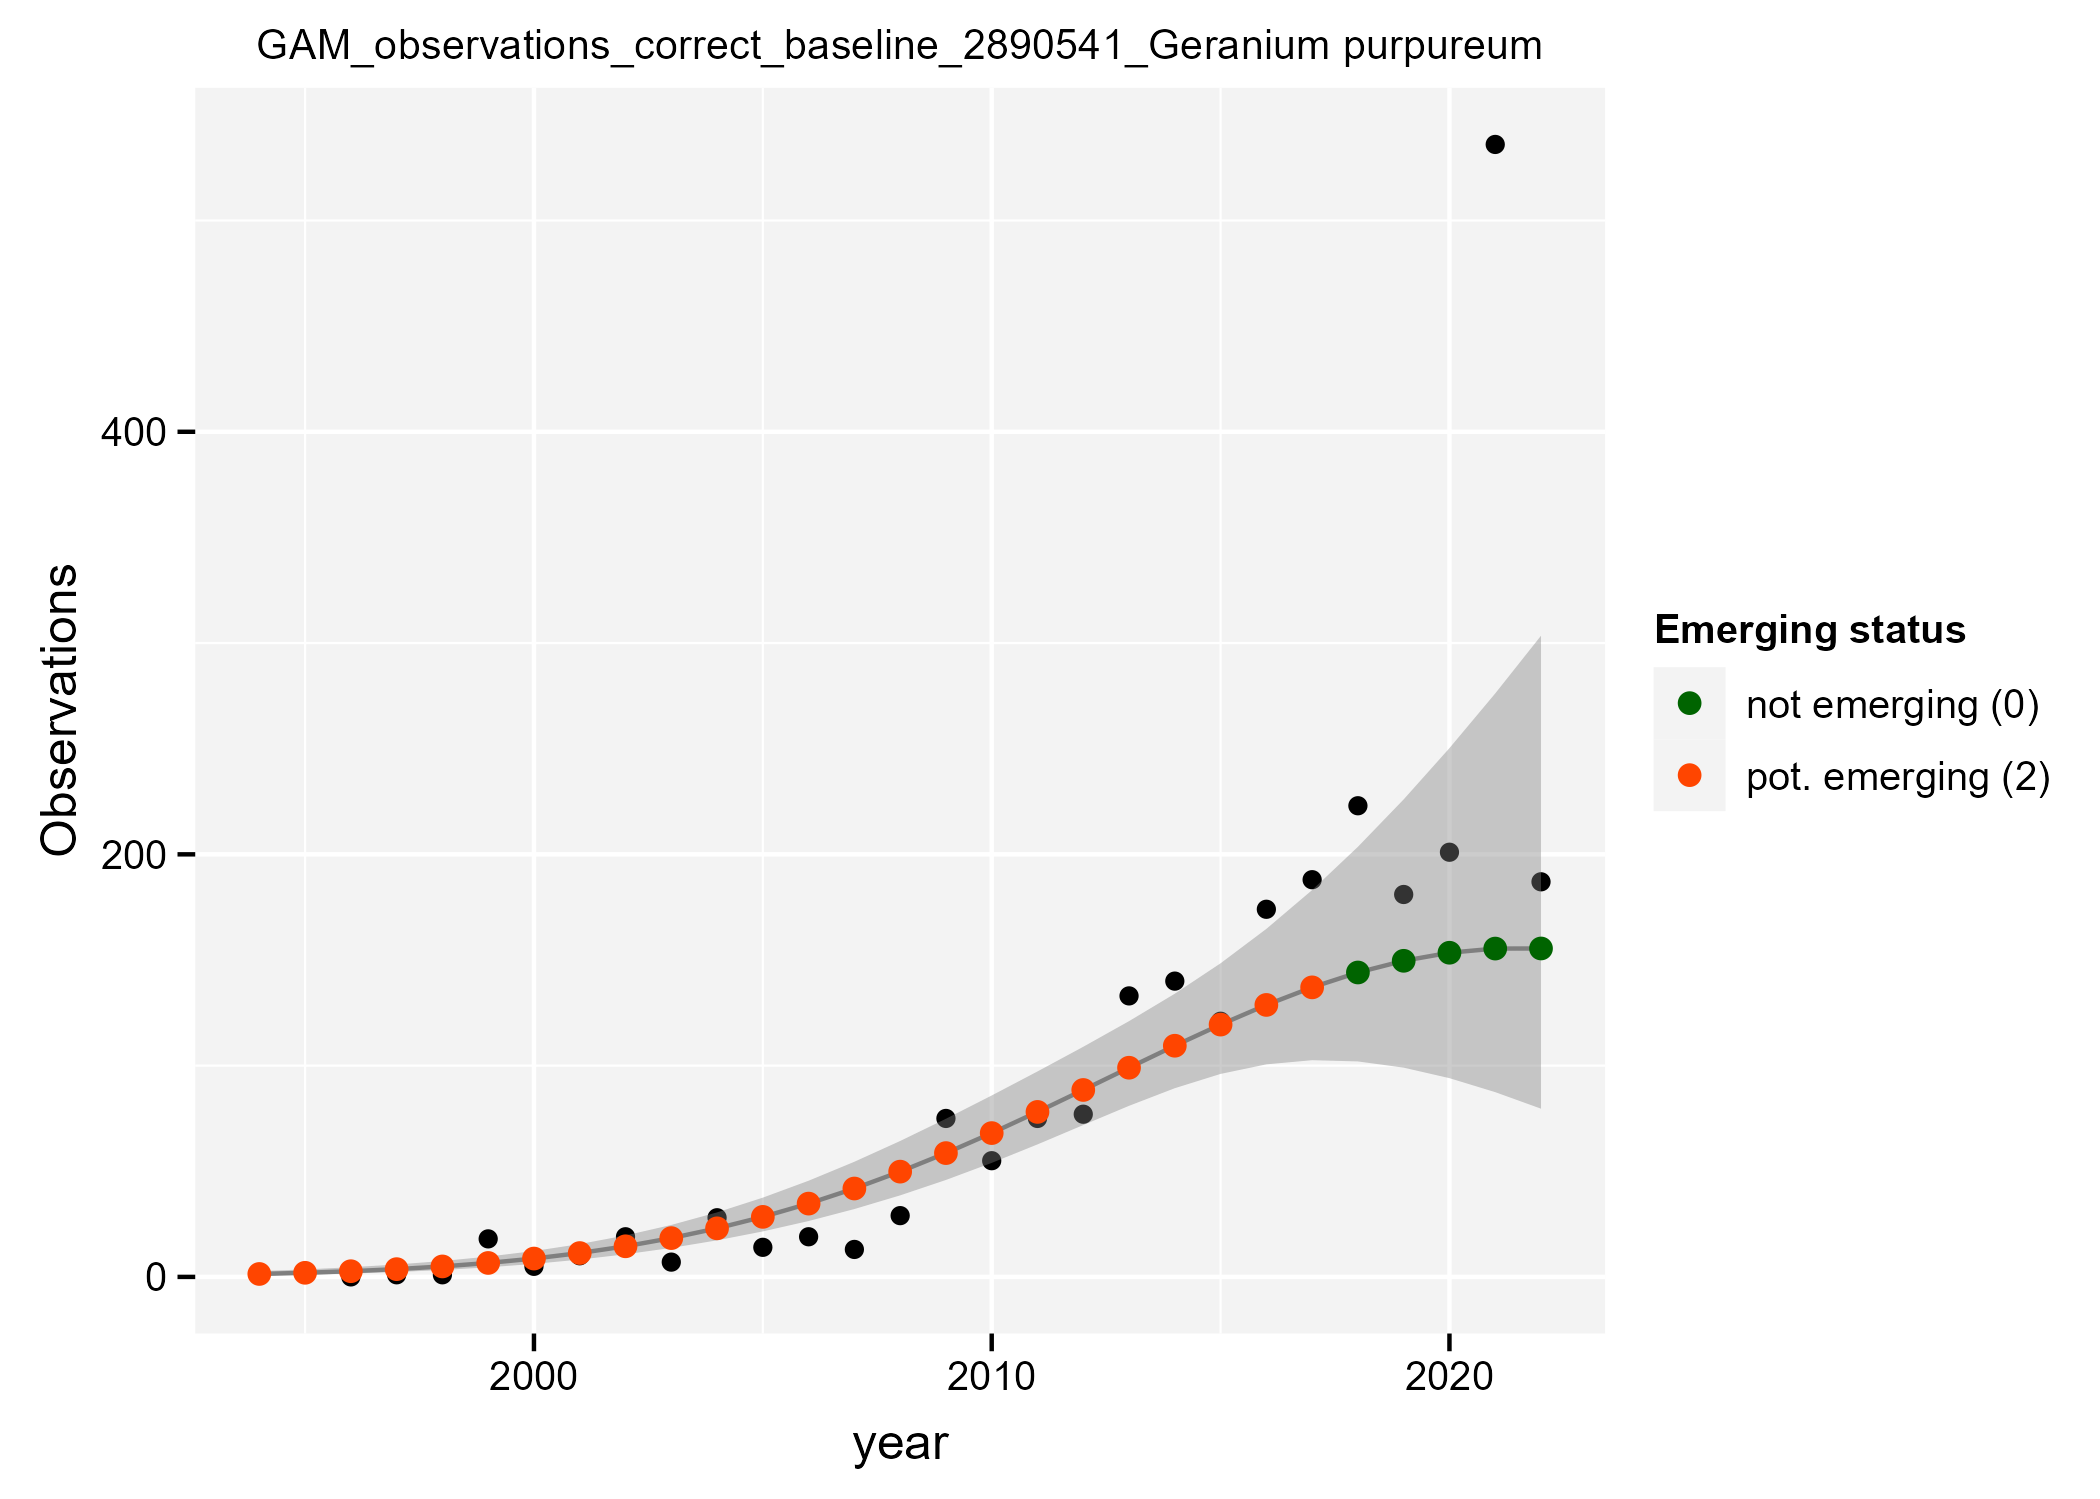 GAM_observations_correct_baseline_2890541_Geranium purpureum
Observations
400
200
0
2000 2010 2020
year
Emerging status
not emerging (0)
pot. emerging (2)